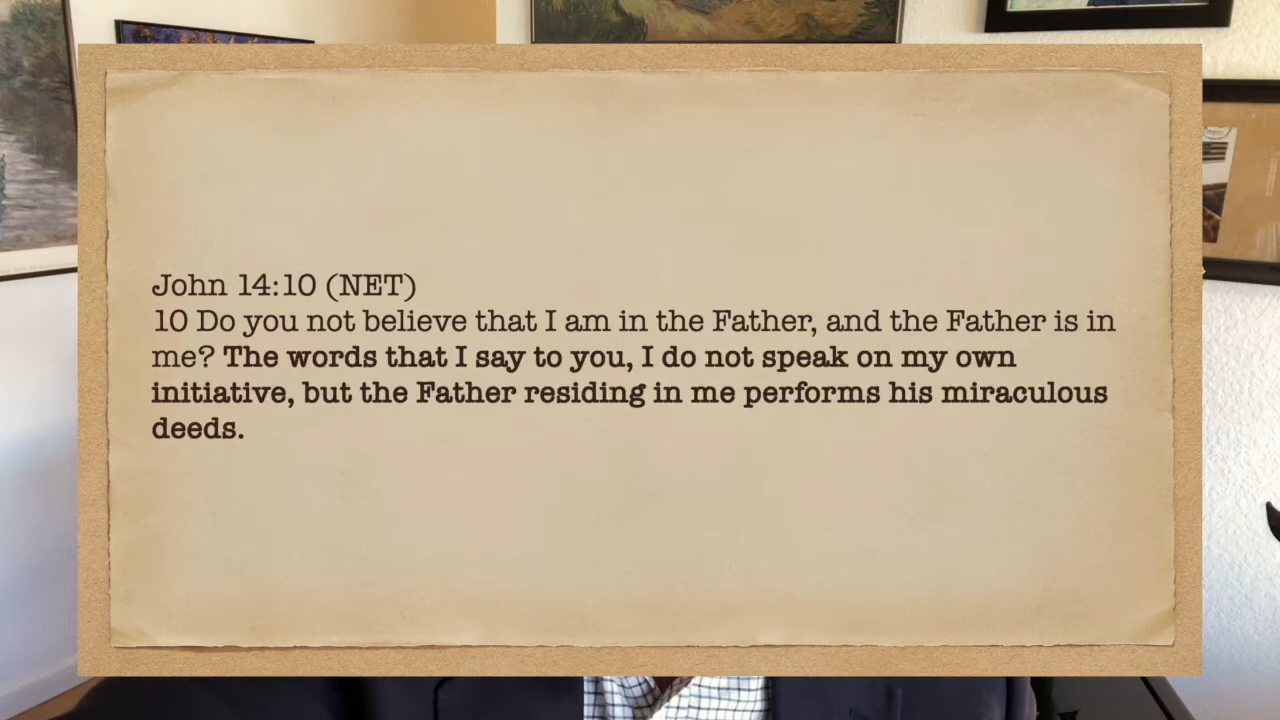 John 14:10 (NET)
10 Do you not believe that I am in the Father, and the Father is in
me? The words that I say to you, I do not speak on my own
initiative, but the Father residing in me performs his miraculous
deeds.